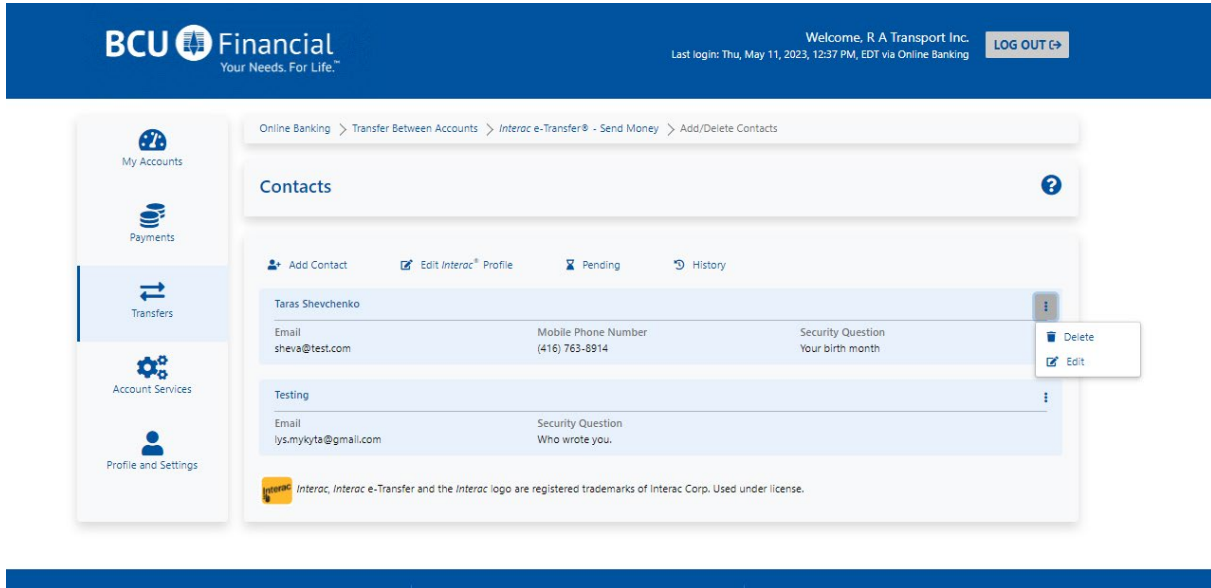 BCU Financial
Your Needs. For Life.™
Welcome, R A Transport Inc.
Last login: Thu, May 11, 2023, 12:37 PM, EDT via Online Banking
LOG OUT
My Accounts
Payments
Transfers
Account Services
Profile and Settings
Online Banking > Transfer Between Accounts > Interac e-Transfer® - Send Money > Add/Delete Contacts
Contacts
?
Add Contact Edit Interac® Profile Pending History
Taras Shevchenko
Email Mobile Phone Number Security Question
sheva@test.com (416) 763-8914 Your birth month
Delete
Edit
Testing
Email Security Question
lys.mykyta@gmail.com Who wrote you.
Interac Interac, Interac e-Transfer and the Interac logo are registered trademarks of Interac Corp. Used under license.